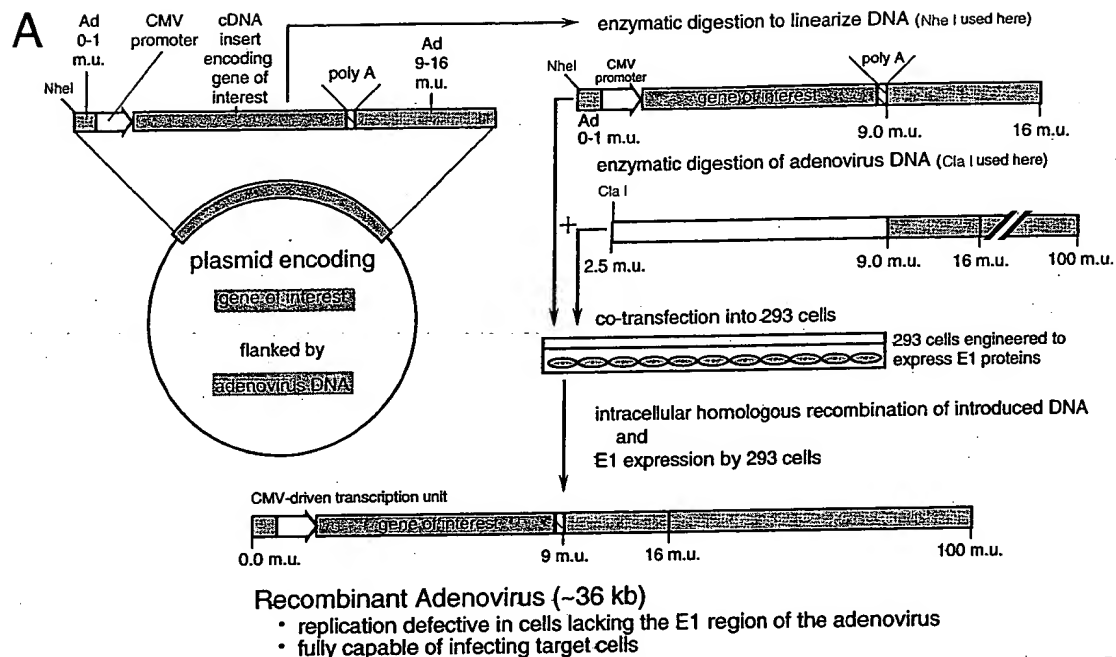 A
Ad
0-1
m.u.
CMV
promoter
cDNA
insert
encoding
gene of
interest
poly A
Ad
9-16
m.u.
NheI
plasmid encoding
gene of interest
flanked by
adenovirus DNA
enzymatic digestion to linearize DNA (Nhe I used here)
NheI
CMV
promoter
poly A
gene of interest
Ad
0-1 m.u.
9.0 m.u.
16 m.u.
enzymatic digestion of adenovirus DNA (Cla I used here)
Cla I
+
2.5 m.u.
9.0 m.u.
16 m.u.
100 m.u.
co-transfection into 293 cells
293 cells engineered to
express E1 proteins
intracellular homologous recombination of introduced DNA
and
E1 expression by 293 cells
CMV-driven transcription unit
gene of interest
0.0 m.u.
9 m.u.
16 m.u.
100 m.u.
Recombinant Adenovirus (~36 kb)
• replication defective in cells lacking the E1 region of the adenovirus
• fully capable of infecting target cells